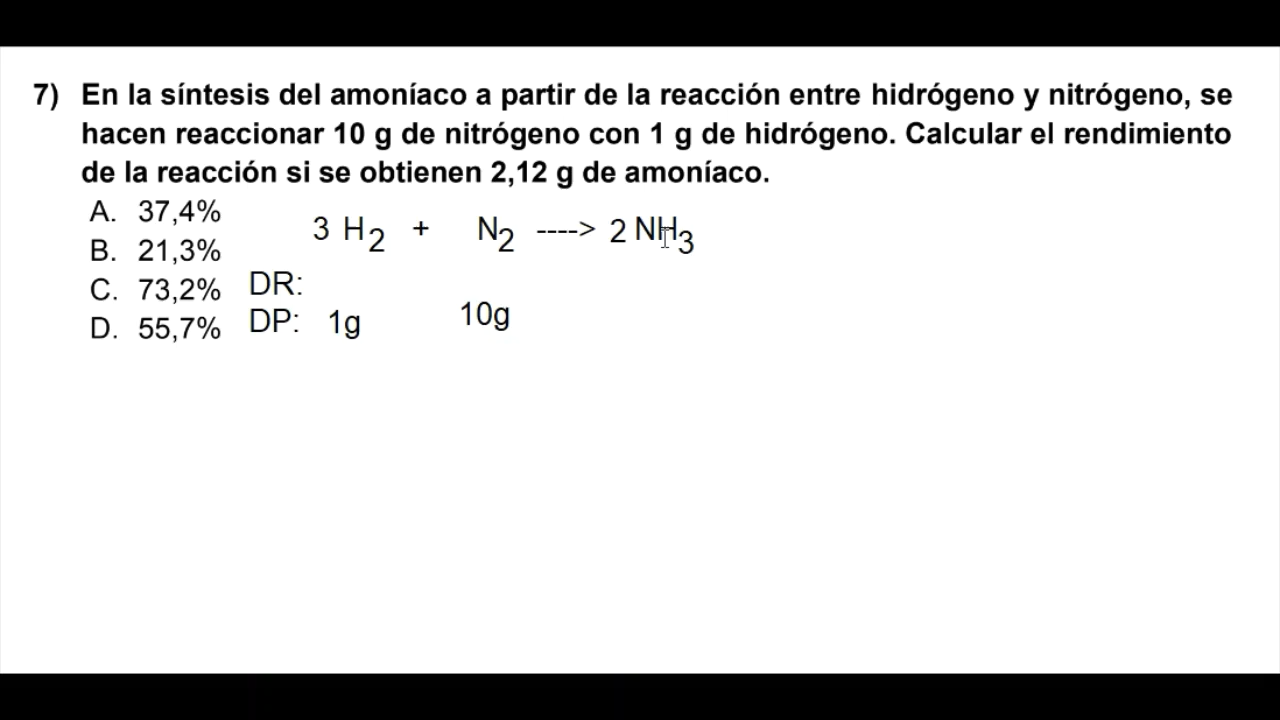 7) En la síntesis del amoníaco a partir de la reacción entre hidrógeno y nitrógeno, se
hacen reaccionar 10 g de nitrógeno con 1 g de hidrógeno. Calcular el rendimiento
de la reacción si se obtienen 2,12 g de amoníaco.
A. 37,4%
3 H2 + N2 ----> 2 NH3
B. 21,3%
C. 73,2% DR:
D. 55,7% DP: 1g 10g